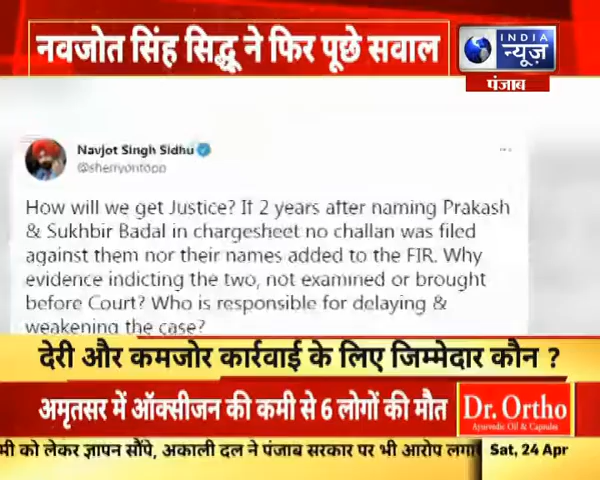 नवजोत सिंह सिद्धू ने फिर पूछे सवाल
INDIA
न्यूज़
पंजाब
Navjot Singh Sidhu
@sherryontopp
How will we get Justice? If 2 years after naming Prakash
& Sukhbir Badal in chargesheet no challan was filed
against them nor their names added to the FIR. Why
evidence indicting the two, not examined or brought
before Court? Who is responsible for delaying &
weakening the case?
देरी और कमजोर कार्रवाई के लिए जिम्मेदार कौन ?
अमृतसर में ऑक्सीजन की कमी से 6 लोगों की मौत
Dr. Ortho
Ayurvedic Oil & Capsules
को लेकर ज्ञापन सौंपे, अकाली दल ने पंजाब सरकार पर भी आरोप
Sat, 24 Apr